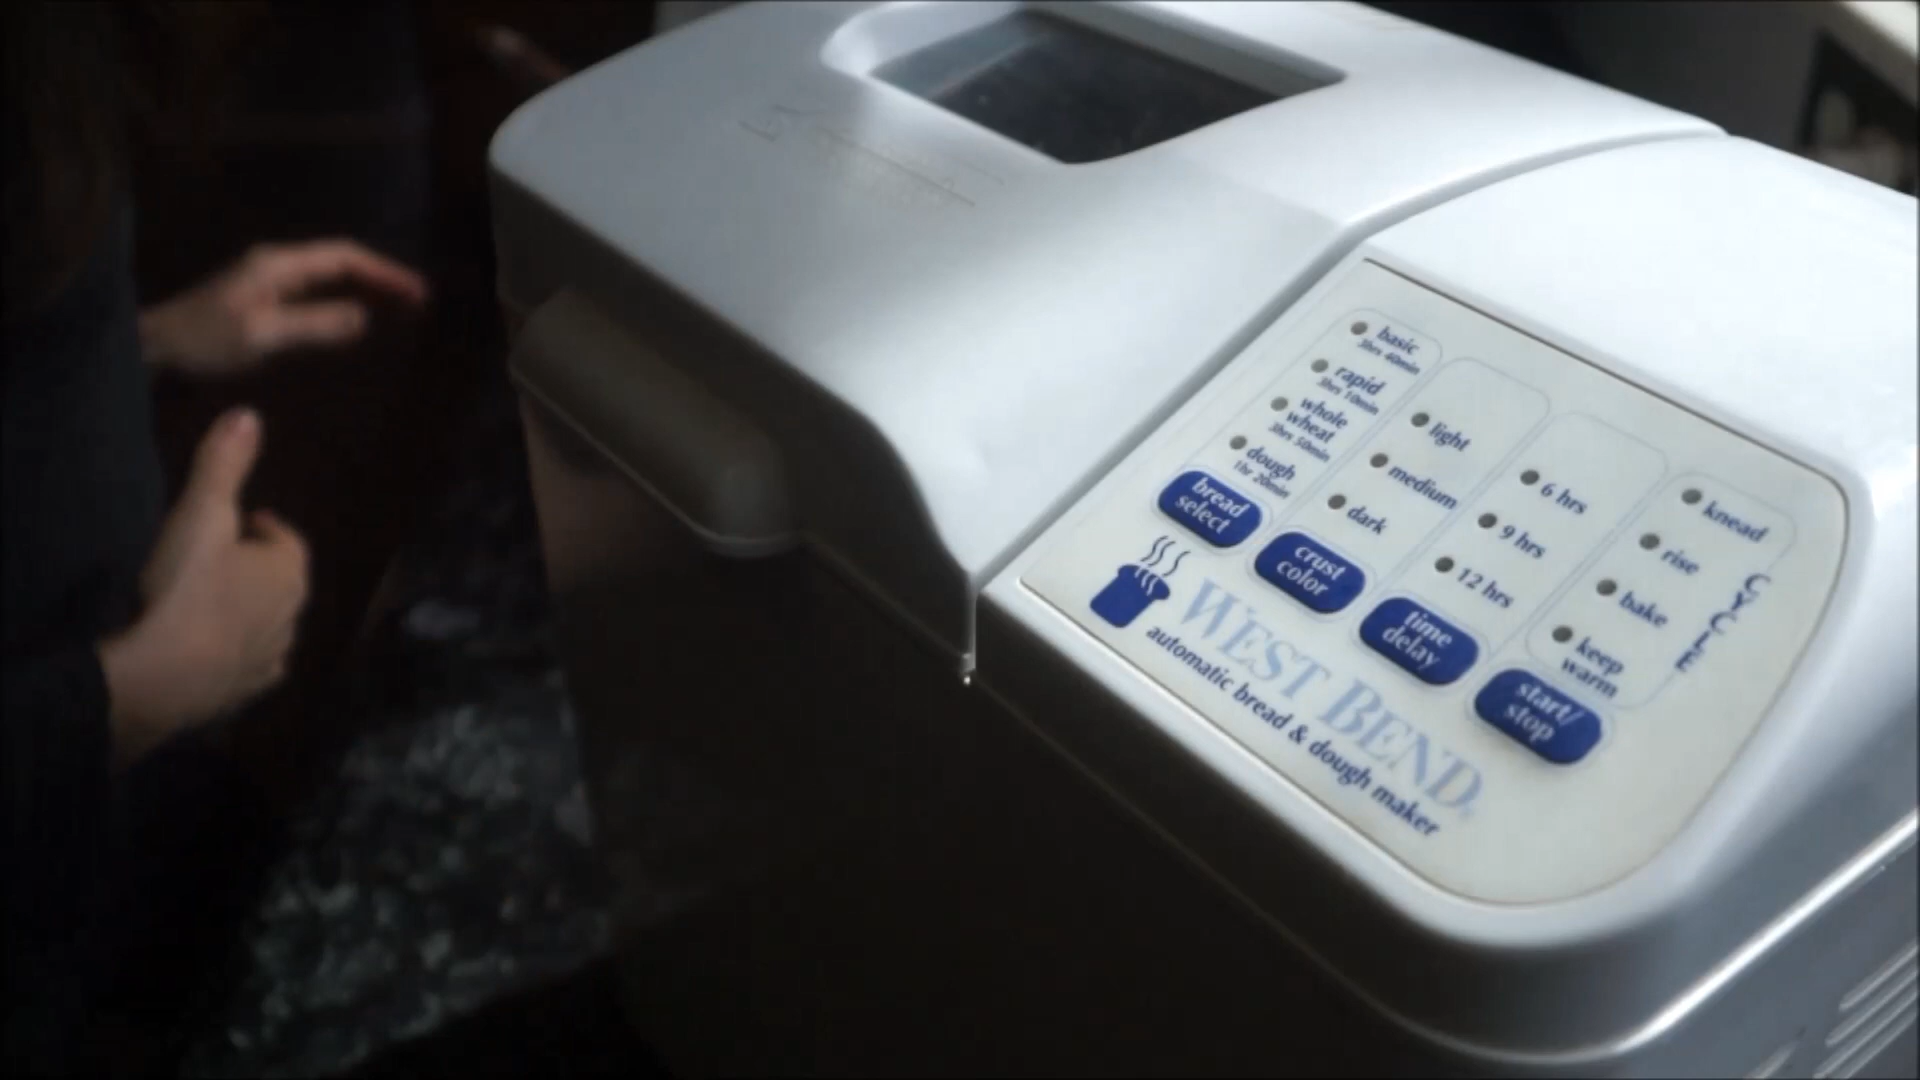 basic
3hrs 40min
rapid
3hrs 10min
whole
wheat
3hrs 50min
dough
1hr 20min
bread
select
light
medium
dark
crust
color
6 hrs
9 hrs
12 hrs
time
delay
knead
rise
bake
keep
warm
CYCLE
start/
stop
WEST BEND
automatic bread & dough maker